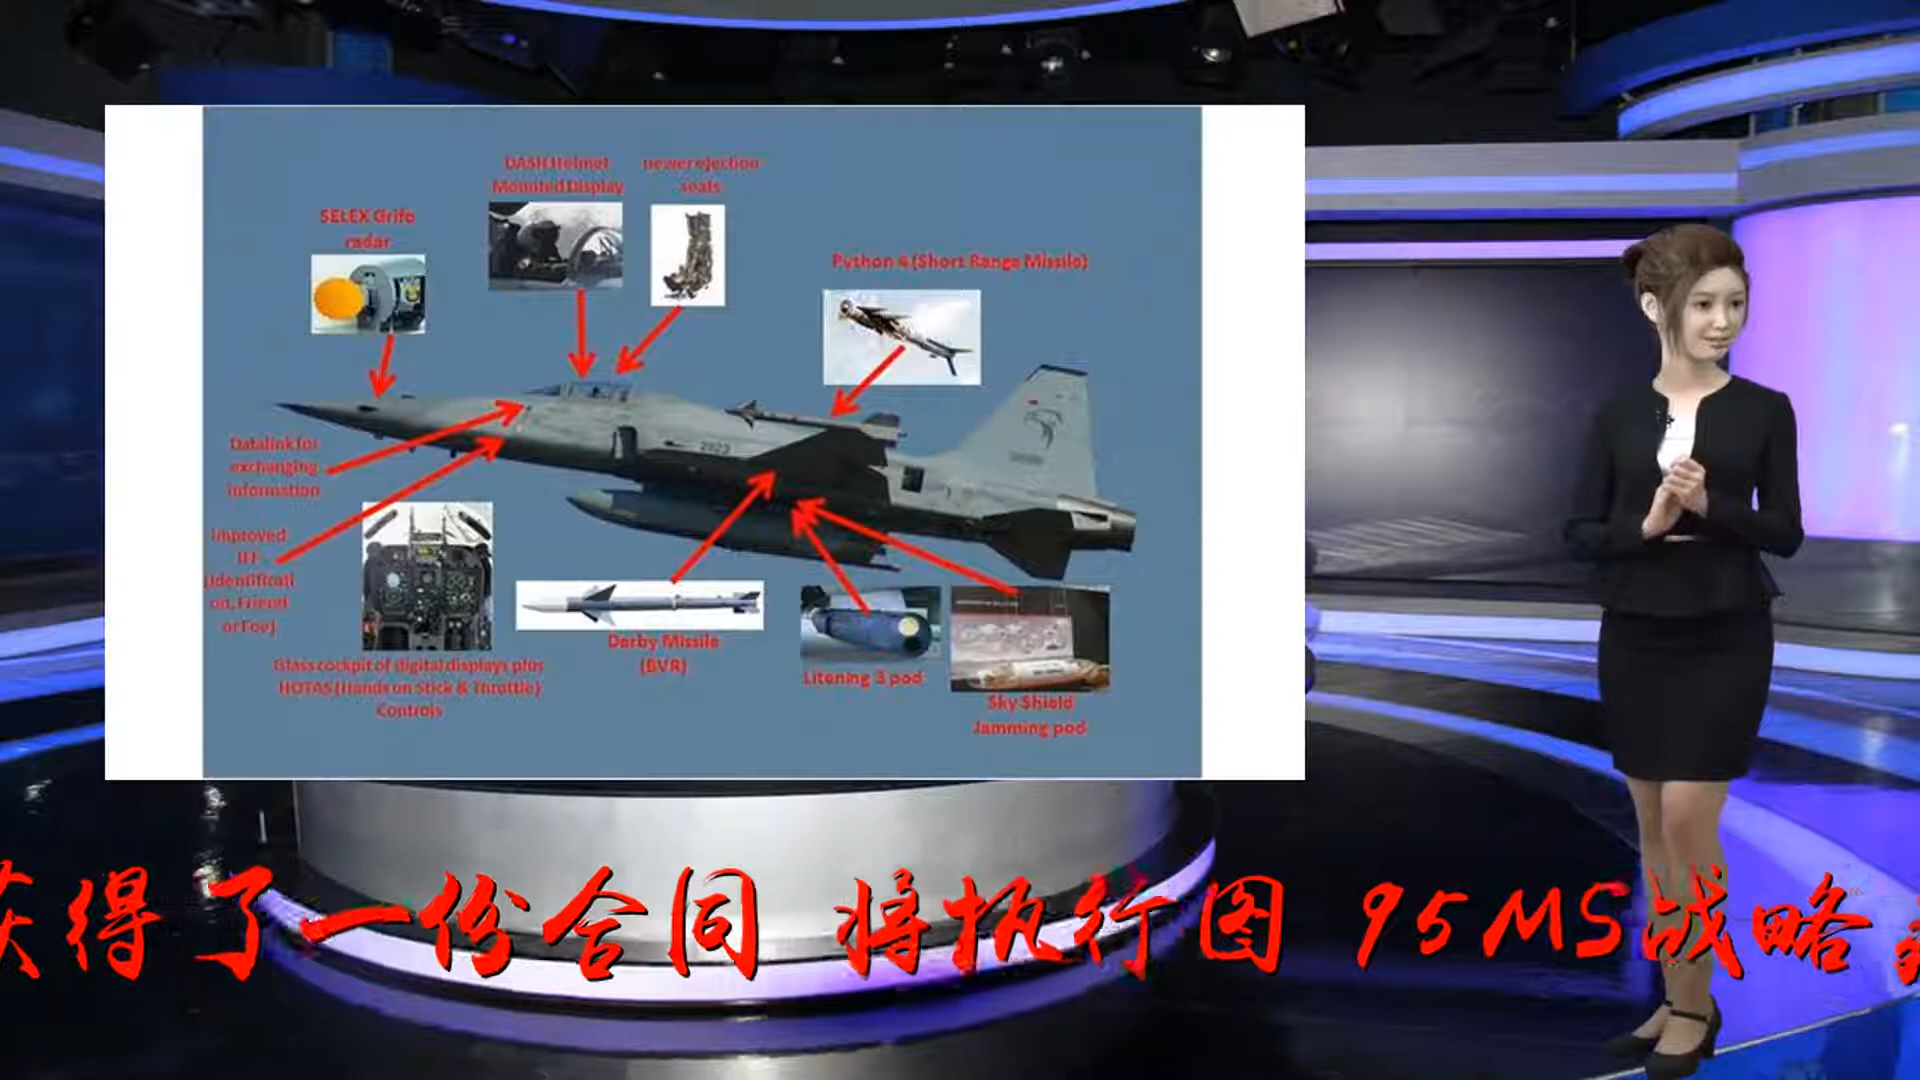 DASH Helmet
Mounted Display
newer ejection
seats
SELEX Grifo
radar
Python 4 (Short Range Missile)
Datalink for
exchanging
information
Improved
IFF
(Identificati
on, Friend
or Foe)
Glass cockpit of digital displays plus
HOTAS (Hands on Stick & Throttle)
Controls
Derby Missile
(BVR)
Litening 3 pod
Sky Shield
Jamming pod
获得了一份合同 将执行图 95MS战略